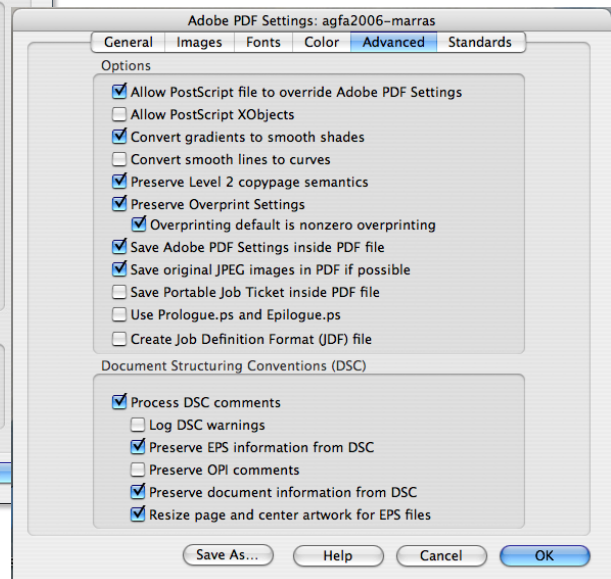 Adobe PDF Settings: agfa2006-marras
General Images Fonts Color Advanced Standards
Options
Allow PostScript file to override Adobe PDF Settings
Allow PostScript XObjects
Convert gradients to smooth shades
Convert smooth lines to curves
Preserve Level 2 copypage semantics
Preserve Overprint Settings
Overprinting default is nonzero overprinting
Save Adobe PDF Settings inside PDF file
Save original JPEG images in PDF if possible
Save Portable Job Ticket inside PDF file
Use Prologue.ps and Epilogue.ps
Create Job Definition Format (JDF) file
Document Structuring Conventions (DSC)
Process DSC comments
Log DSC warnings
Preserve EPS information from DSC
Preserve OPI comments
Preserve document information from DSC
Resize page and center artwork for EPS files
Save As... Help Cancel OK